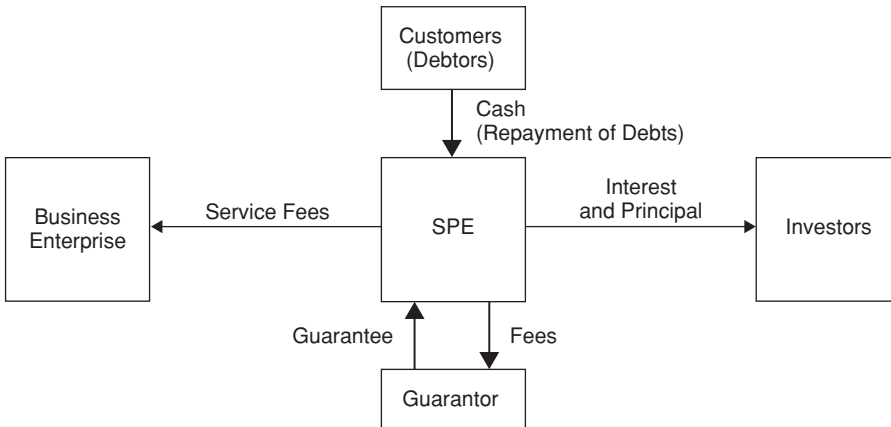 Customers
(Debtors)
Cash
(Repayment of Debts)
Business
Enterprise
Service Fees
SPE
Interest
and Principal
Investors
Guarantee
Fees
Guarantor